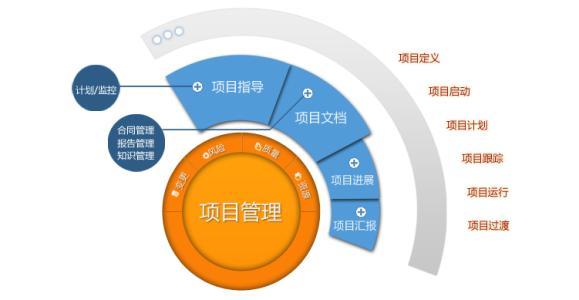 计划/监控
合同管理
报告管理
知识管理
项目指导
项目文档
项目进展
项目汇报
变更
风险
质量
资源
项目管理
项目定义
项目启动
项目计划
项目跟踪
项目运行
项目过渡